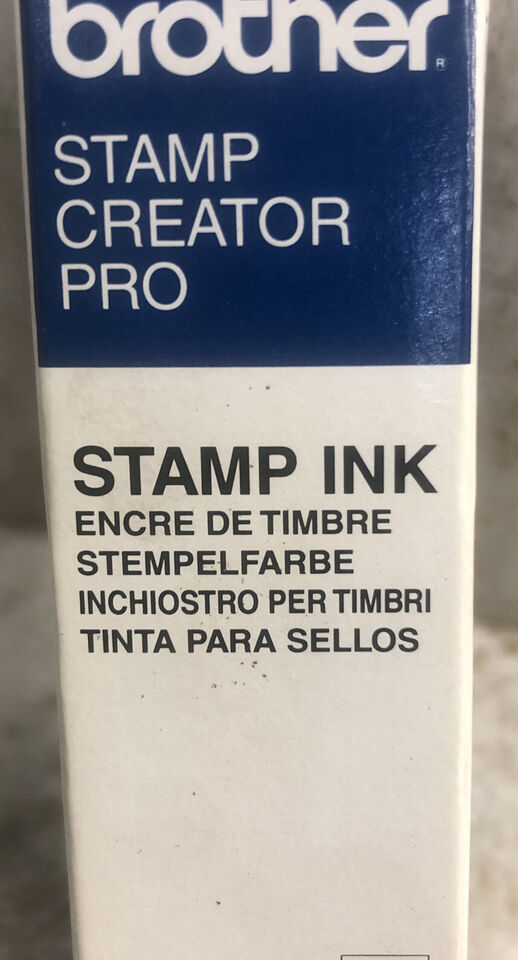 brother®
STAMP
CREATOR
PRO
STAMP INK
ENCRE DE TIMBRE
STEMPELFARBE
INCHIOSTRO PER TIMBRI
TINTA PARA SELLOS